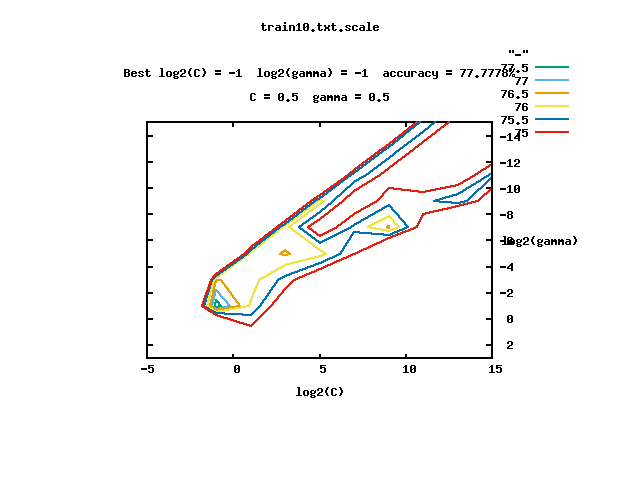 train10.txt.scale
"-"
Best log2(C) = -1  log2(gamma) = -1  accuracy = 77.7778%
77.5
77
C = 0.5  gamma = 0.5
76.5
76
75.5
75
-14
-12
-10
-8
-6
log2(gamma)
-4
-2
0
2
-5 0 5 10 15
log2(C)